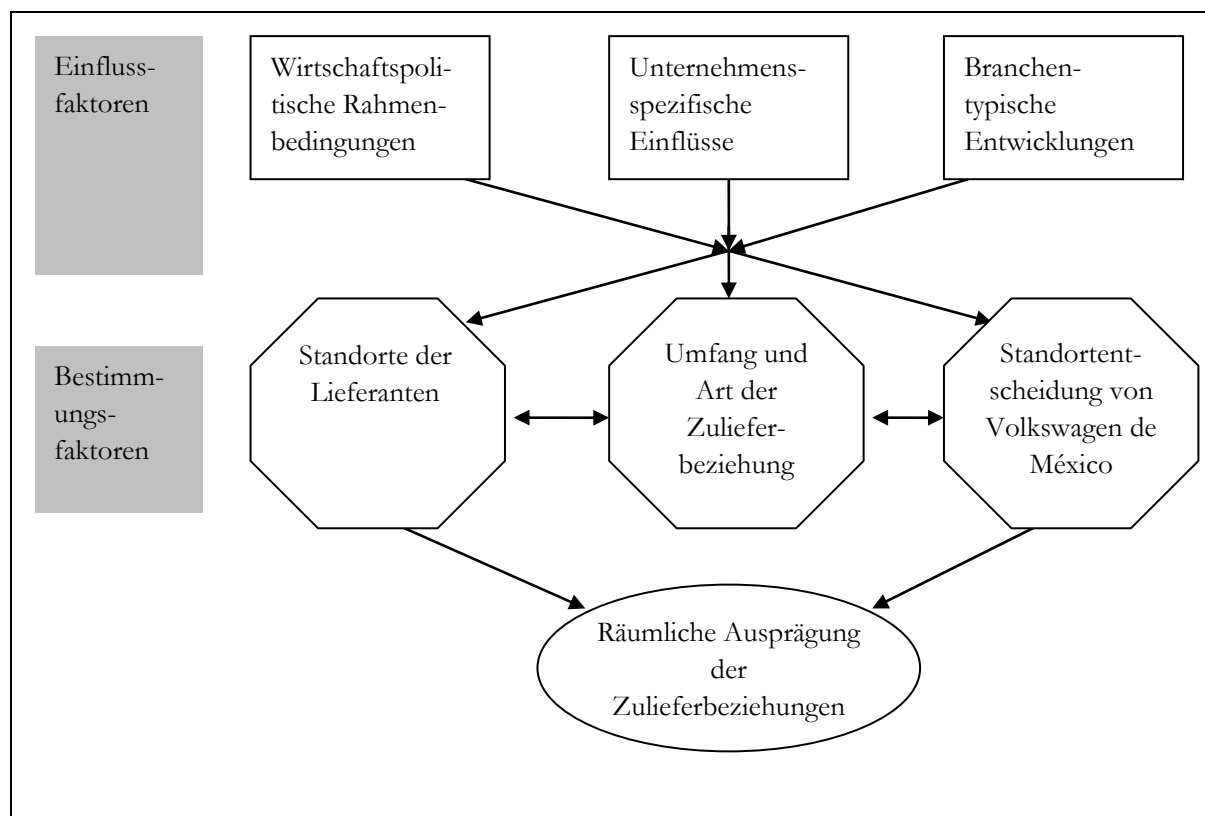 Einfluss-
faktoren
Wirtschaftspoli-
tische Rahmen-
bedingungen
Unternehmens-
spezifische
Einflüsse
Branchen-
typische
Entwicklungen
Bestimm-
ungs-
faktoren
Standorte der
Lieferanten
Umfang und
Art der
Zuliefer-
beziehung
Standortent-
scheidung von
Volkswagen de
México
Räumliche Ausprägung
der
Zulieferbeziehungen